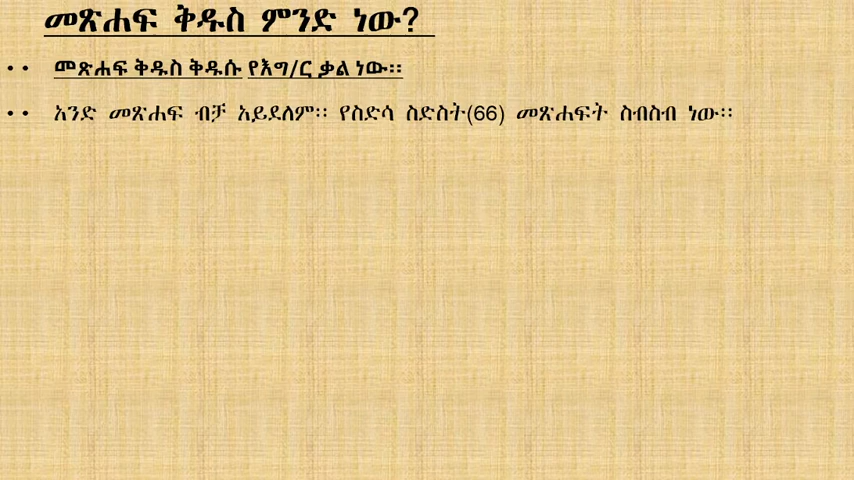 መጽሐፍ ቅዱስ ምንድ ነው?
• • መጽሐፍ ቅዱስ ቅዱሱ የእግ/ር ቃል ነው፡፡
• • አንድ መጽሐፍ ብቻ አይደለም፡፡ የስድሳ ስድስት(66) መጽሐፍት ስብስብ ነው፡፡